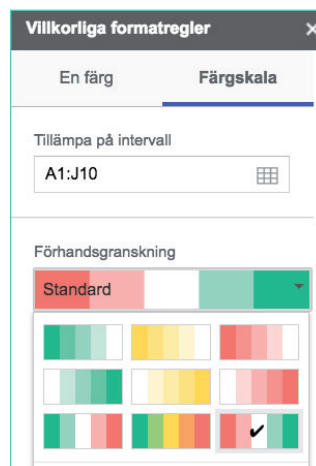 Villkorliga formatregler
En färg Färgskala
Tillämpa på intervall
A1:J10
Förhandsgranskning
Standard